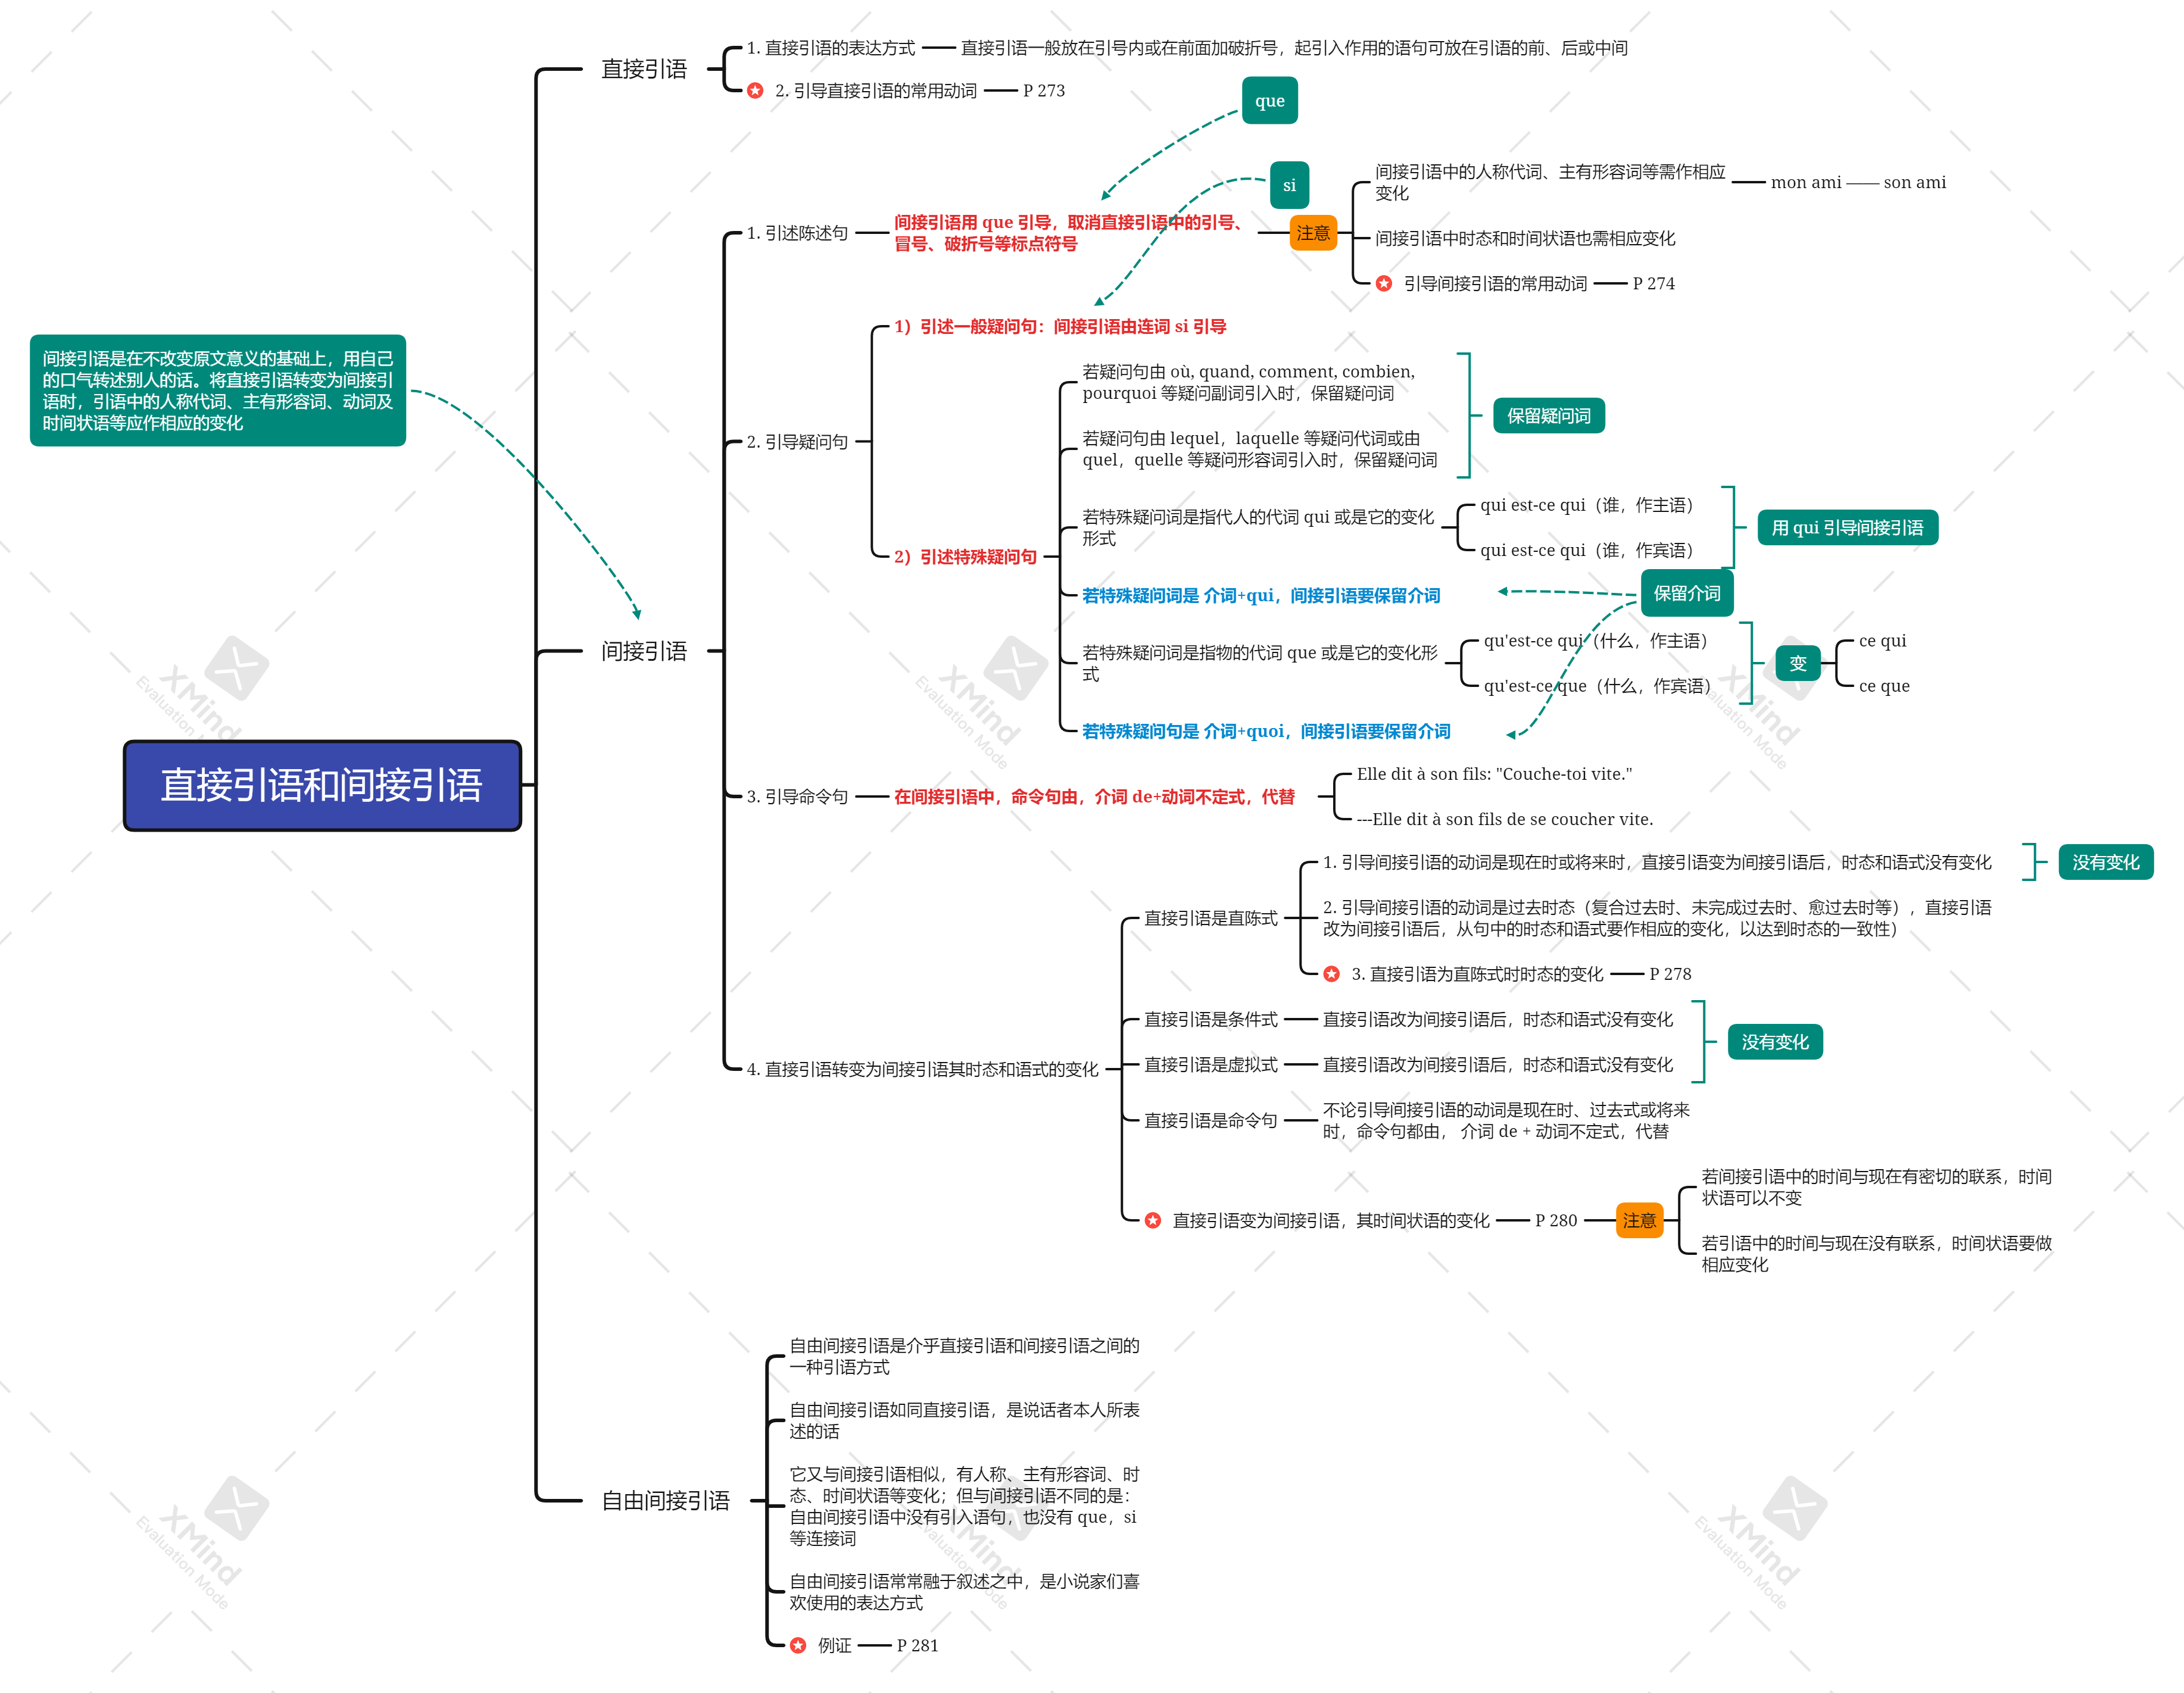 直接引语和间接引语
间接引语是在不改变原文意义的基础上，用自己
的口气转述别人的话。将直接引语转变为间接引
语时，引语中的人称代词、主有形容词、动词及
时间状语等应作相应的变化
直接引语
1. 直接引语的表达方式
直接引语一般放在引号内或在前面加破折号，起引入作用的语句可放在引语的前、后或中间
2. 引导直接引语的常用动词
P 273
间接引语
que
si
1. 引述陈述句
间接引语用 que 引导，取消直接引语中的引号、
冒号、破折号等标点符号
注意
间接引语中的人称代词、主有形容词等需作相应
变化
mon ami —— son ami
间接引语中时态和时间状语也需相应变化
引导间接引语的常用动词
P 274
2. 引导疑问句
1）引述一般疑问句：间接引语由连词 si 引导
2）引述特殊疑问句
若疑问句由 où, quand, comment, combien,
pourquoi 等疑问副词引入时，保留疑问词
若疑问句由 lequel，laquelle 等疑问代词或由
quel，quelle 等疑问形容词引入时，保留疑问词
保留疑问词
若特殊疑问词是指代人的代词 qui 或是它的变化
形式
qui est-ce qui（谁，作主语）
qui est-ce qui（谁，作宾语）
用 qui 引导间接引语
若特殊疑问词是 介词+qui，间接引语要保留介词
保留介词
若特殊疑问词是指物的代词 que 或是它的变化形
式
qu'est-ce qui（什么，作主语）
qu'est-ce que（什么，作宾语）
变
ce qui
ce que
若特殊疑问句是 介词+quoi，间接引语要保留介词
3. 引导命令句
在间接引语中，命令句由，介词 de+动词不定式，代替
Elle dit à son fils: "Couche-toi vite."
---Elle dit à son fils de se coucher vite.
4. 直接引语转变为间接引语其时态和语式的变化
直接引语是直陈式
1. 引导间接引语的动词是现在时或将来时，直接引语变为间接引语后，时态和语式没有变化
没有变化
2. 引导间接引语的动词是过去时态（复合过去时、未完成过去时、愈过去时等），直接引语
改为间接引语后，从句中的时态和语式要作相应的变化，以达到时态的一致性）
3. 直接引语为直陈式时时态的变化
P 278
直接引语是条件式
直接引语改为间接引语后，时态和语式没有变化
直接引语是虚拟式
直接引语改为间接引语后，时态和语式没有变化
没有变化
直接引语是命令句
不论引导间接引语的动词是现在时、过去式或将来
时，命令句都由， 介词 de + 动词不定式，代替
直接引语变为间接引语，其时间状语的变化
P 280
注意
若间接引语中的时间与现在有密切的联系，时间
状语可以不变
若引语中的时间与现在没有联系，时间状语要做
相应变化
自由间接引语
自由间接引语是介乎直接引语和间接引语之间的
一种引语方式
自由间接引语如同直接引语，是说话者本人所表
述的话
它又与间接引语相似，有人称、主有形容词、时
态、时间状语等变化；但与间接引语不同的是：
自由间接引语中没有引入语句，也没有 que，si
等连接词
自由间接引语常常融于叙述之中，是小说家们喜
欢使用的表达方式
例证
P 281
XMind
Evaluation Mode
XMind
Evaluation Mode
XMind
Evaluation Mode
XMind
Evaluation Mode
XMind
Evaluation Mode
XMind
Evaluation Mode